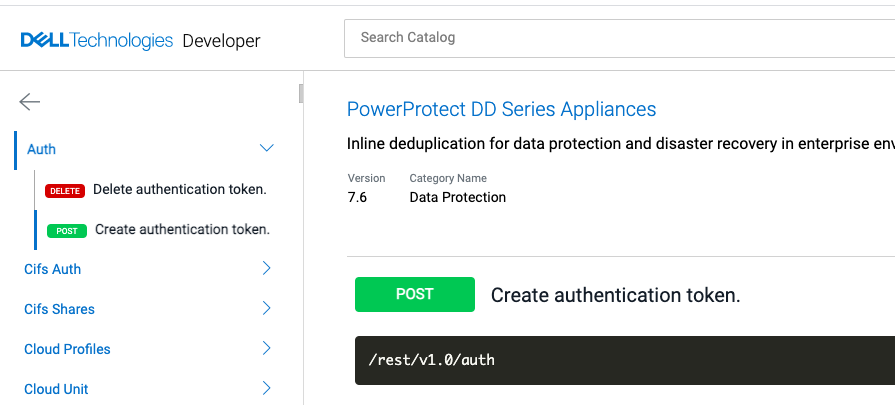 DELLTechnologies Developer
Search Catalog
Auth
DELETE Delete authentication token.
POST Create authentication token.
Cifs Auth
Cifs Shares
Cloud Profiles
Cloud Unit
PowerProtect DD Series Appliances
Inline deduplication for data protection and disaster recovery in enterprise
Version Category Name
7.6 Data Protection
POST Create authentication token.
/rest/v1.0/auth